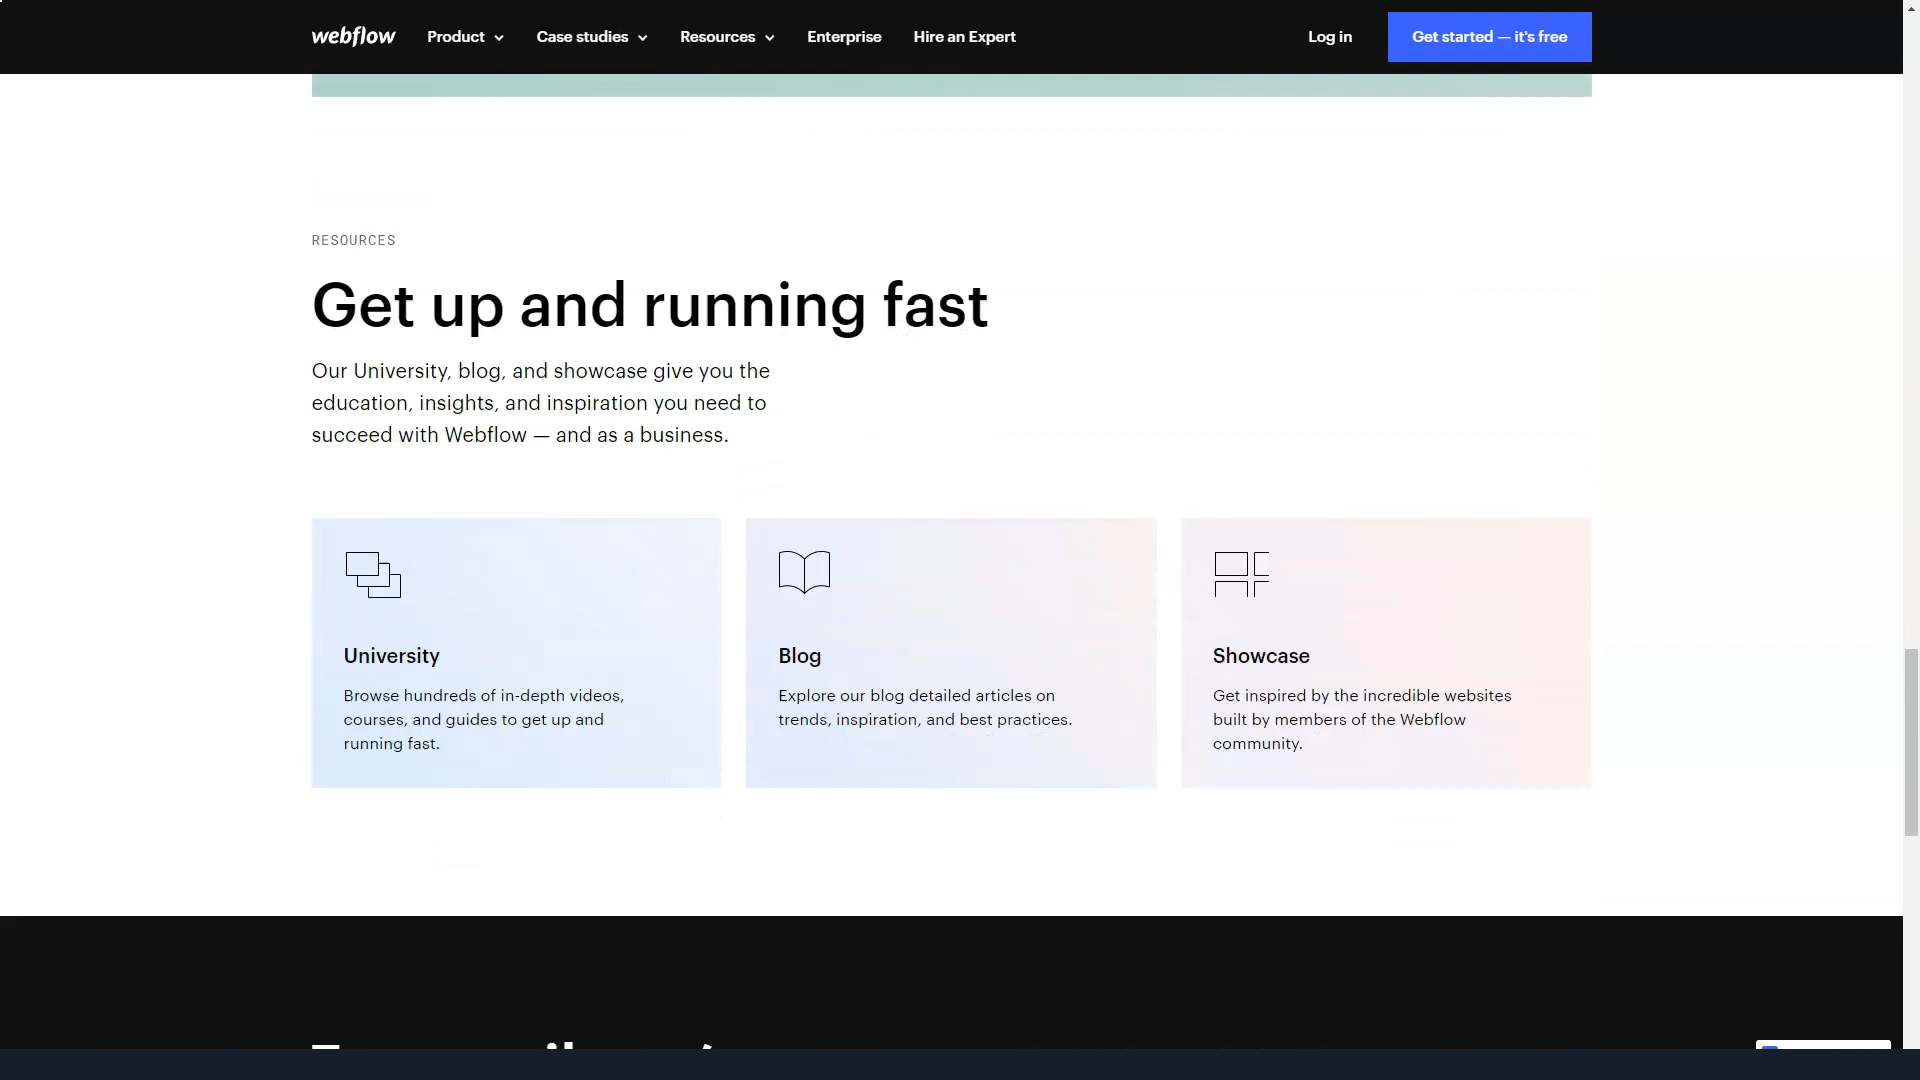 webflow Product Case studies Resources Enterprise Hire an Expert Log in Get started — it's free
RESOURCES
Get up and running fast
Our University, blog, and showcase give you the
education, insights, and inspiration you need to
succeed with Webflow — and as a business.
University
Browse hundreds of in-depth videos,
courses, and guides to get up and
running fast.
Blog
Explore our blog detailed articles on
trends, inspiration, and best practices.
Showcase
Get inspired by the incredible websites
built by members of the Webflow
community.